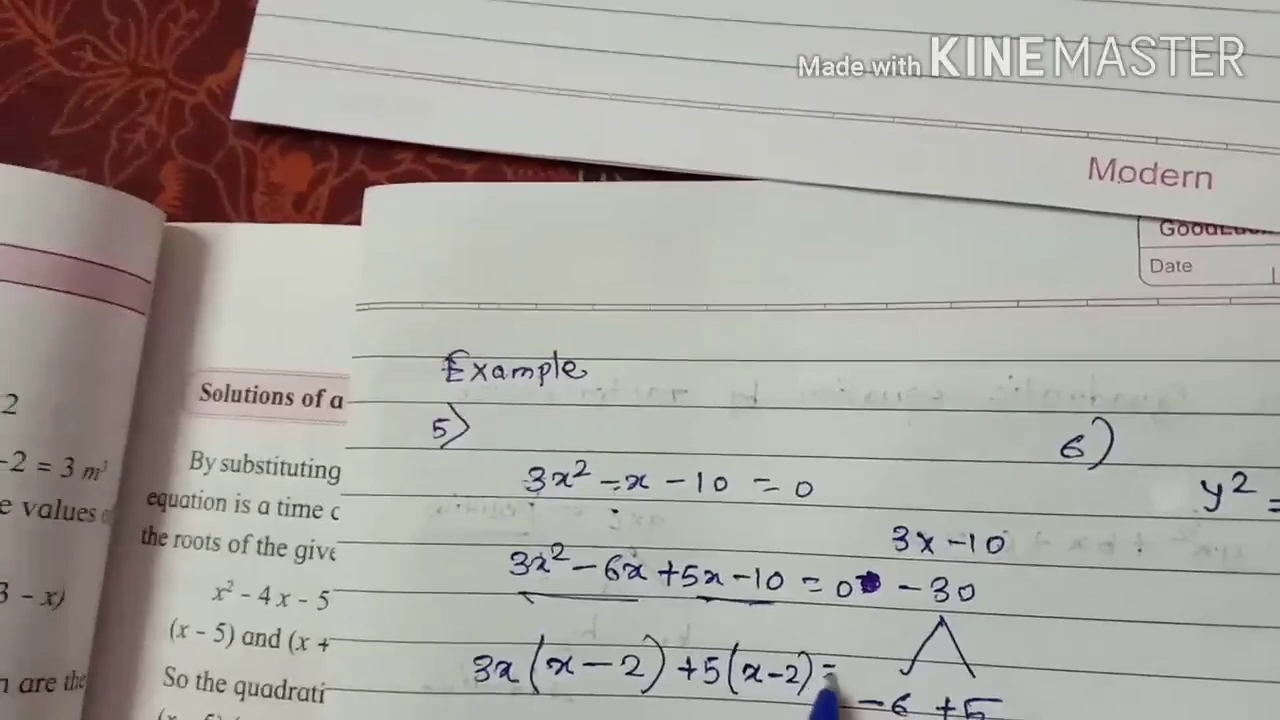 Made with KINEMASTER
Modern
Date
2
-2 = 3 m³
e values
3 - x)
are the
Solutions of a
By substituting
equation is a time
the roots of the give
x² - 4 x - 5
(x - 5) and (x +
So the quadrati
Example
5)
3x² - x - 10 = 0
3x² - 6x + 5x - 10 = 0
3x(x - 2) + 5(x - 2) =
3x - 10
- 30
- 6 + 5
6)
y² =